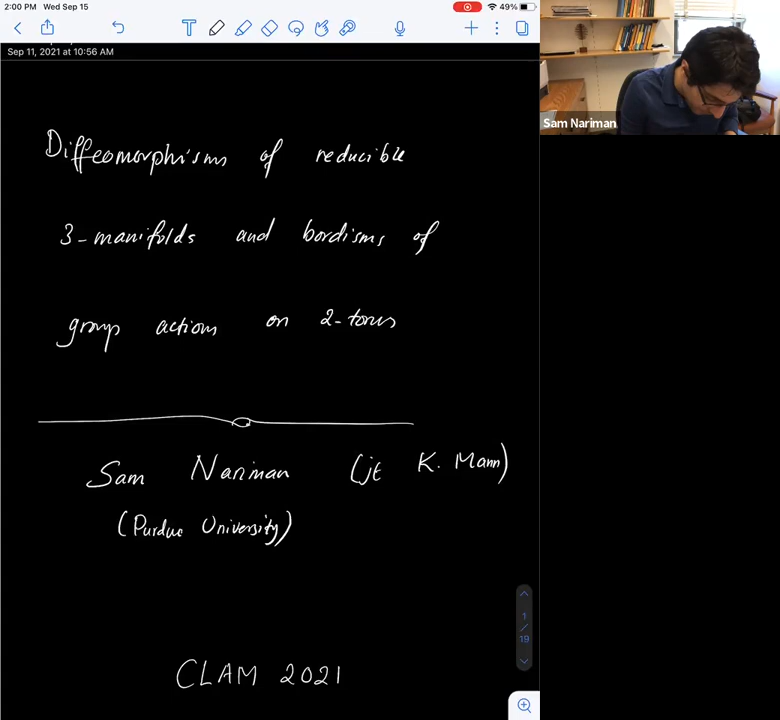 2:00 PM Wed Sep 15
49%
Sep 11, 2021 at 10:56 AM
Diffeomorphisms of reducible
3-manifolds and bordisms of
group actions on 2-torus
Sam Nariman (jt K. Mann)
(Purdue University)
CLAM 2021
1
/
19
Sam Nariman